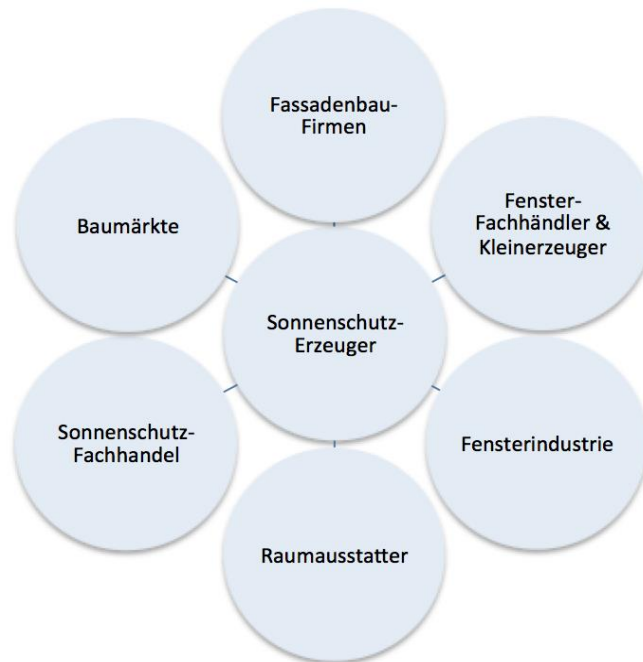 Fassadenbau-
Firmen
Fenster-
Fachhändler &
Kleinerzeuger
Baumärkte
Sonnenschutz-
Erzeuger
Sonnenschutz-
Fachhandel
Fensterindustrie
Raumausstatter